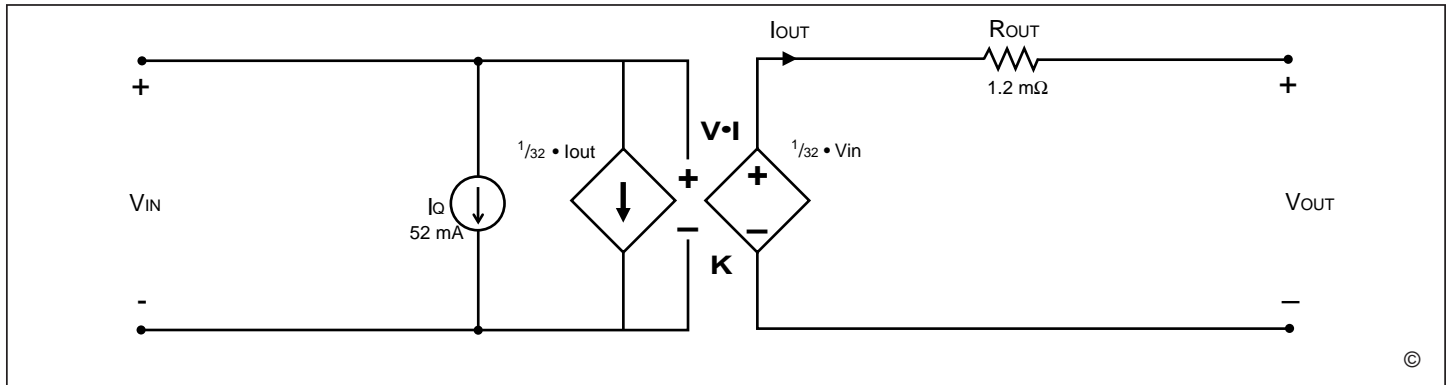 IOUT
ROUT
1.2 mΩ
+
+
V•I
1/32 • Iout
1/32 • Vin
+
+
VIN
IQ
52 mA
VOUT
–
–
K
-
–
©